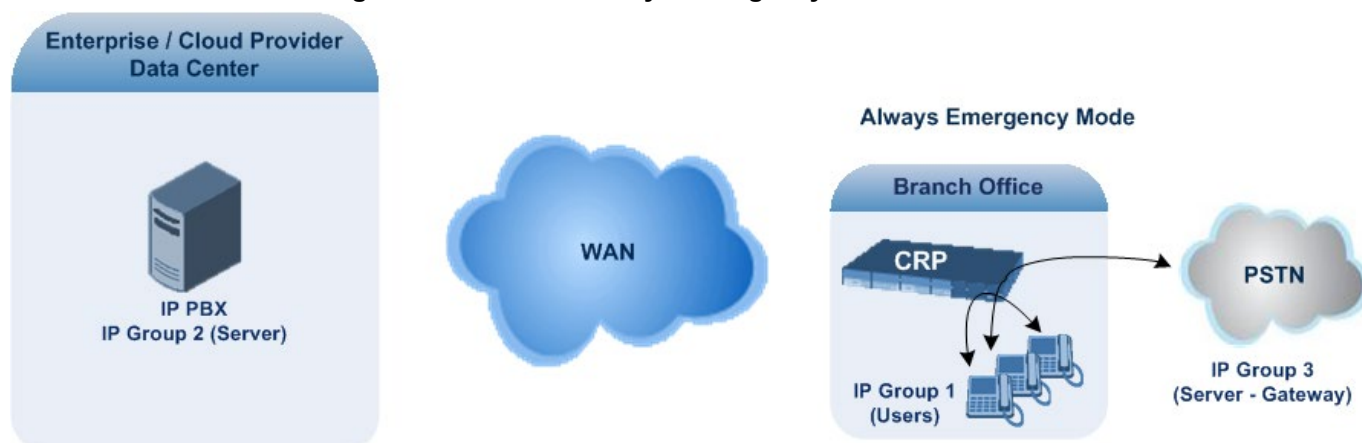 Enterprise / Cloud Provider
Data Center
IP PBX
IP Group 2 (Server)
WAN
Always Emergency Mode
Branch Office
CRP
IP Group 1
(Users)
PSTN
IP Group 3
(Server - Gateway)